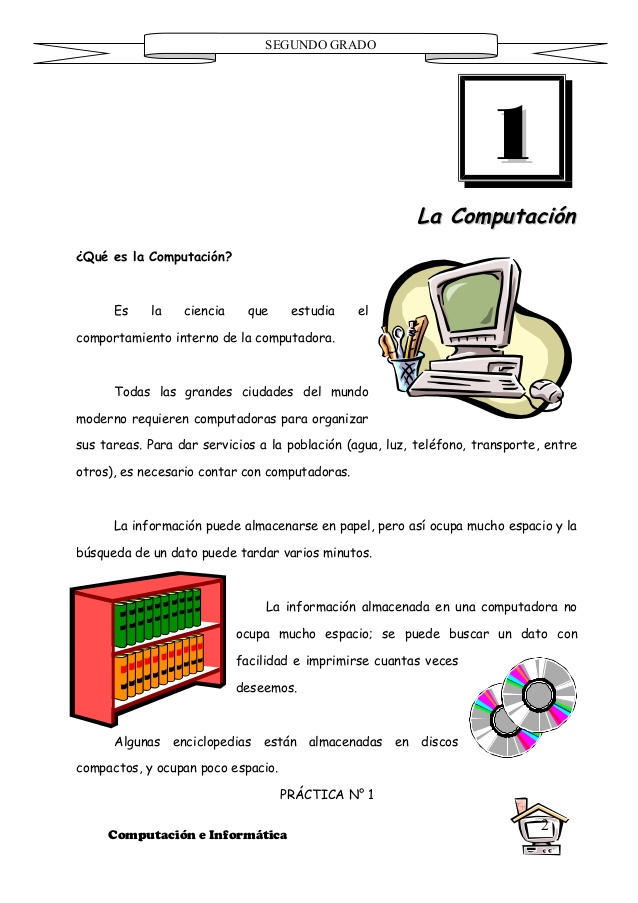 SEGUNDO GRADO
1
La Computación
¿Qué es la Computación?
Es la ciencia que estudia el
comportamiento interno de la computadora.
Todas las grandes ciudades del mundo
moderno requieren computadoras para organizar
sus tareas. Para dar servicios a la población (agua, luz, teléfono, transporte, entre
otros), es necesario contar con computadoras.
La información puede almacenarse en papel, pero así ocupa mucho espacio y la
búsqueda de un dato puede tardar varios minutos.
La información almacenada en una computadora no
ocupa mucho espacio; se puede buscar un dato con
facilidad e imprimirse cuantas veces
deseemos.
Algunas enciclopedias están almacenadas en discos
compactos, y ocupan poco espacio.
PRÁCTICA N° 1
Computación e Informática
2